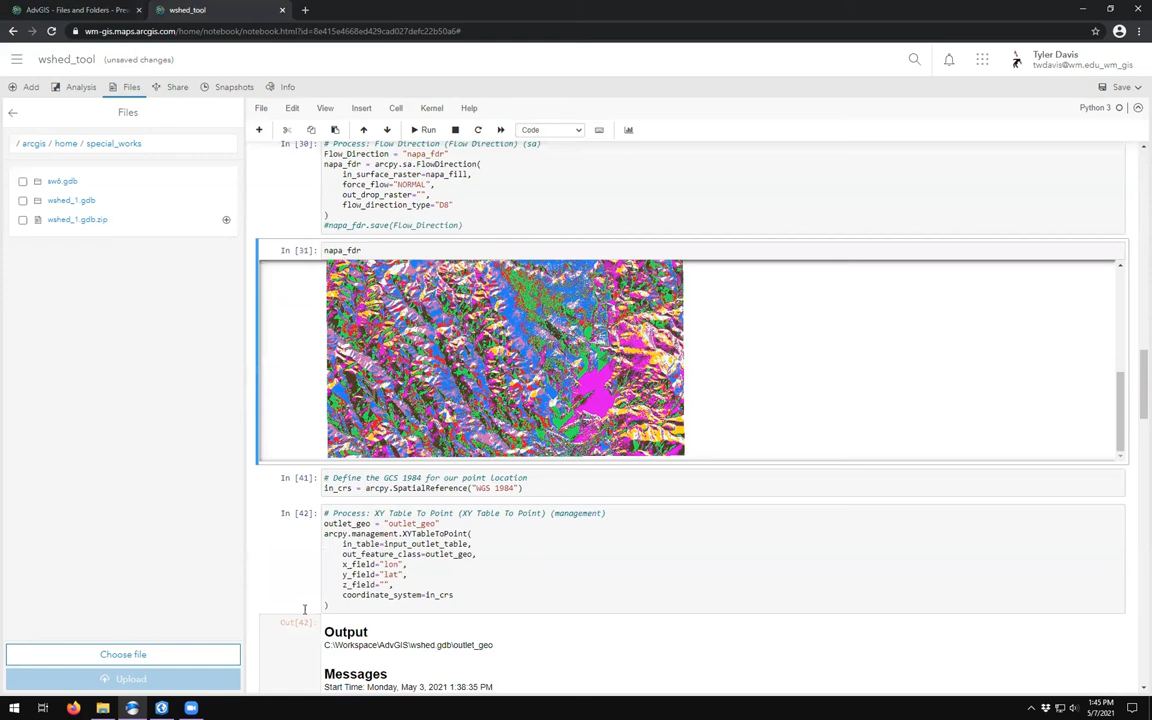 AdvGIS - Files and Folders - Pre
wshed_tool
wm-gis.maps.arcgis.com/home/notebook/notebook.html?id=8e415e4668ed429cad027defc22b50a6#
wshed_tool (unsaved changes)
Tyler Davis
twdavis@wm.edu_wm_gis
Add
Analysis
Files
Share
Snapshots
Info
Save
Files
/ arcgis / home / special_works
sw6.gdb
wshed_1.gdb
wshed_1.gdb.zip
Choose file
Upload
File
Edit
View
Insert
Cell
Kernel
Help
Python 3
Run
Code
In [30]:
# Process: Flow Direction (Flow Direction) (sa)
Flow_Direction = "napa_fdr"
napa_fdr = arcpy.sa.FlowDirection(
in_surface_raster=napa_fill,
force_flow="NORMAL",
out_drop_raster="",
flow_direction_type="D8"
)
#napa_fdr.save(Flow_Direction)
In [31]:
napa_fdr
In [41]:
# Define the GCS 1984 for our point location
in_crs = arcpy.SpatialReference("WGS 1984")
In [42]:
# Process: XY Table To Point (XY Table To Point) (management)
outlet_geo = "outlet_geo"
arcpy.management.XYTableToPoint(
in_table=input_outlet_table,
out_feature_class=outlet_geo,
x_field="lon",
y_field="lat",
z_field="",
coordinate_system=in_crs
)
Out[42]:
Output
C:\Workspace\AdvGIS\wshed.gdb\outlet_geo
Messages
Start Time: Monday, May 3, 2021 1:38:35 PM
1:45 PM
5/7/2021